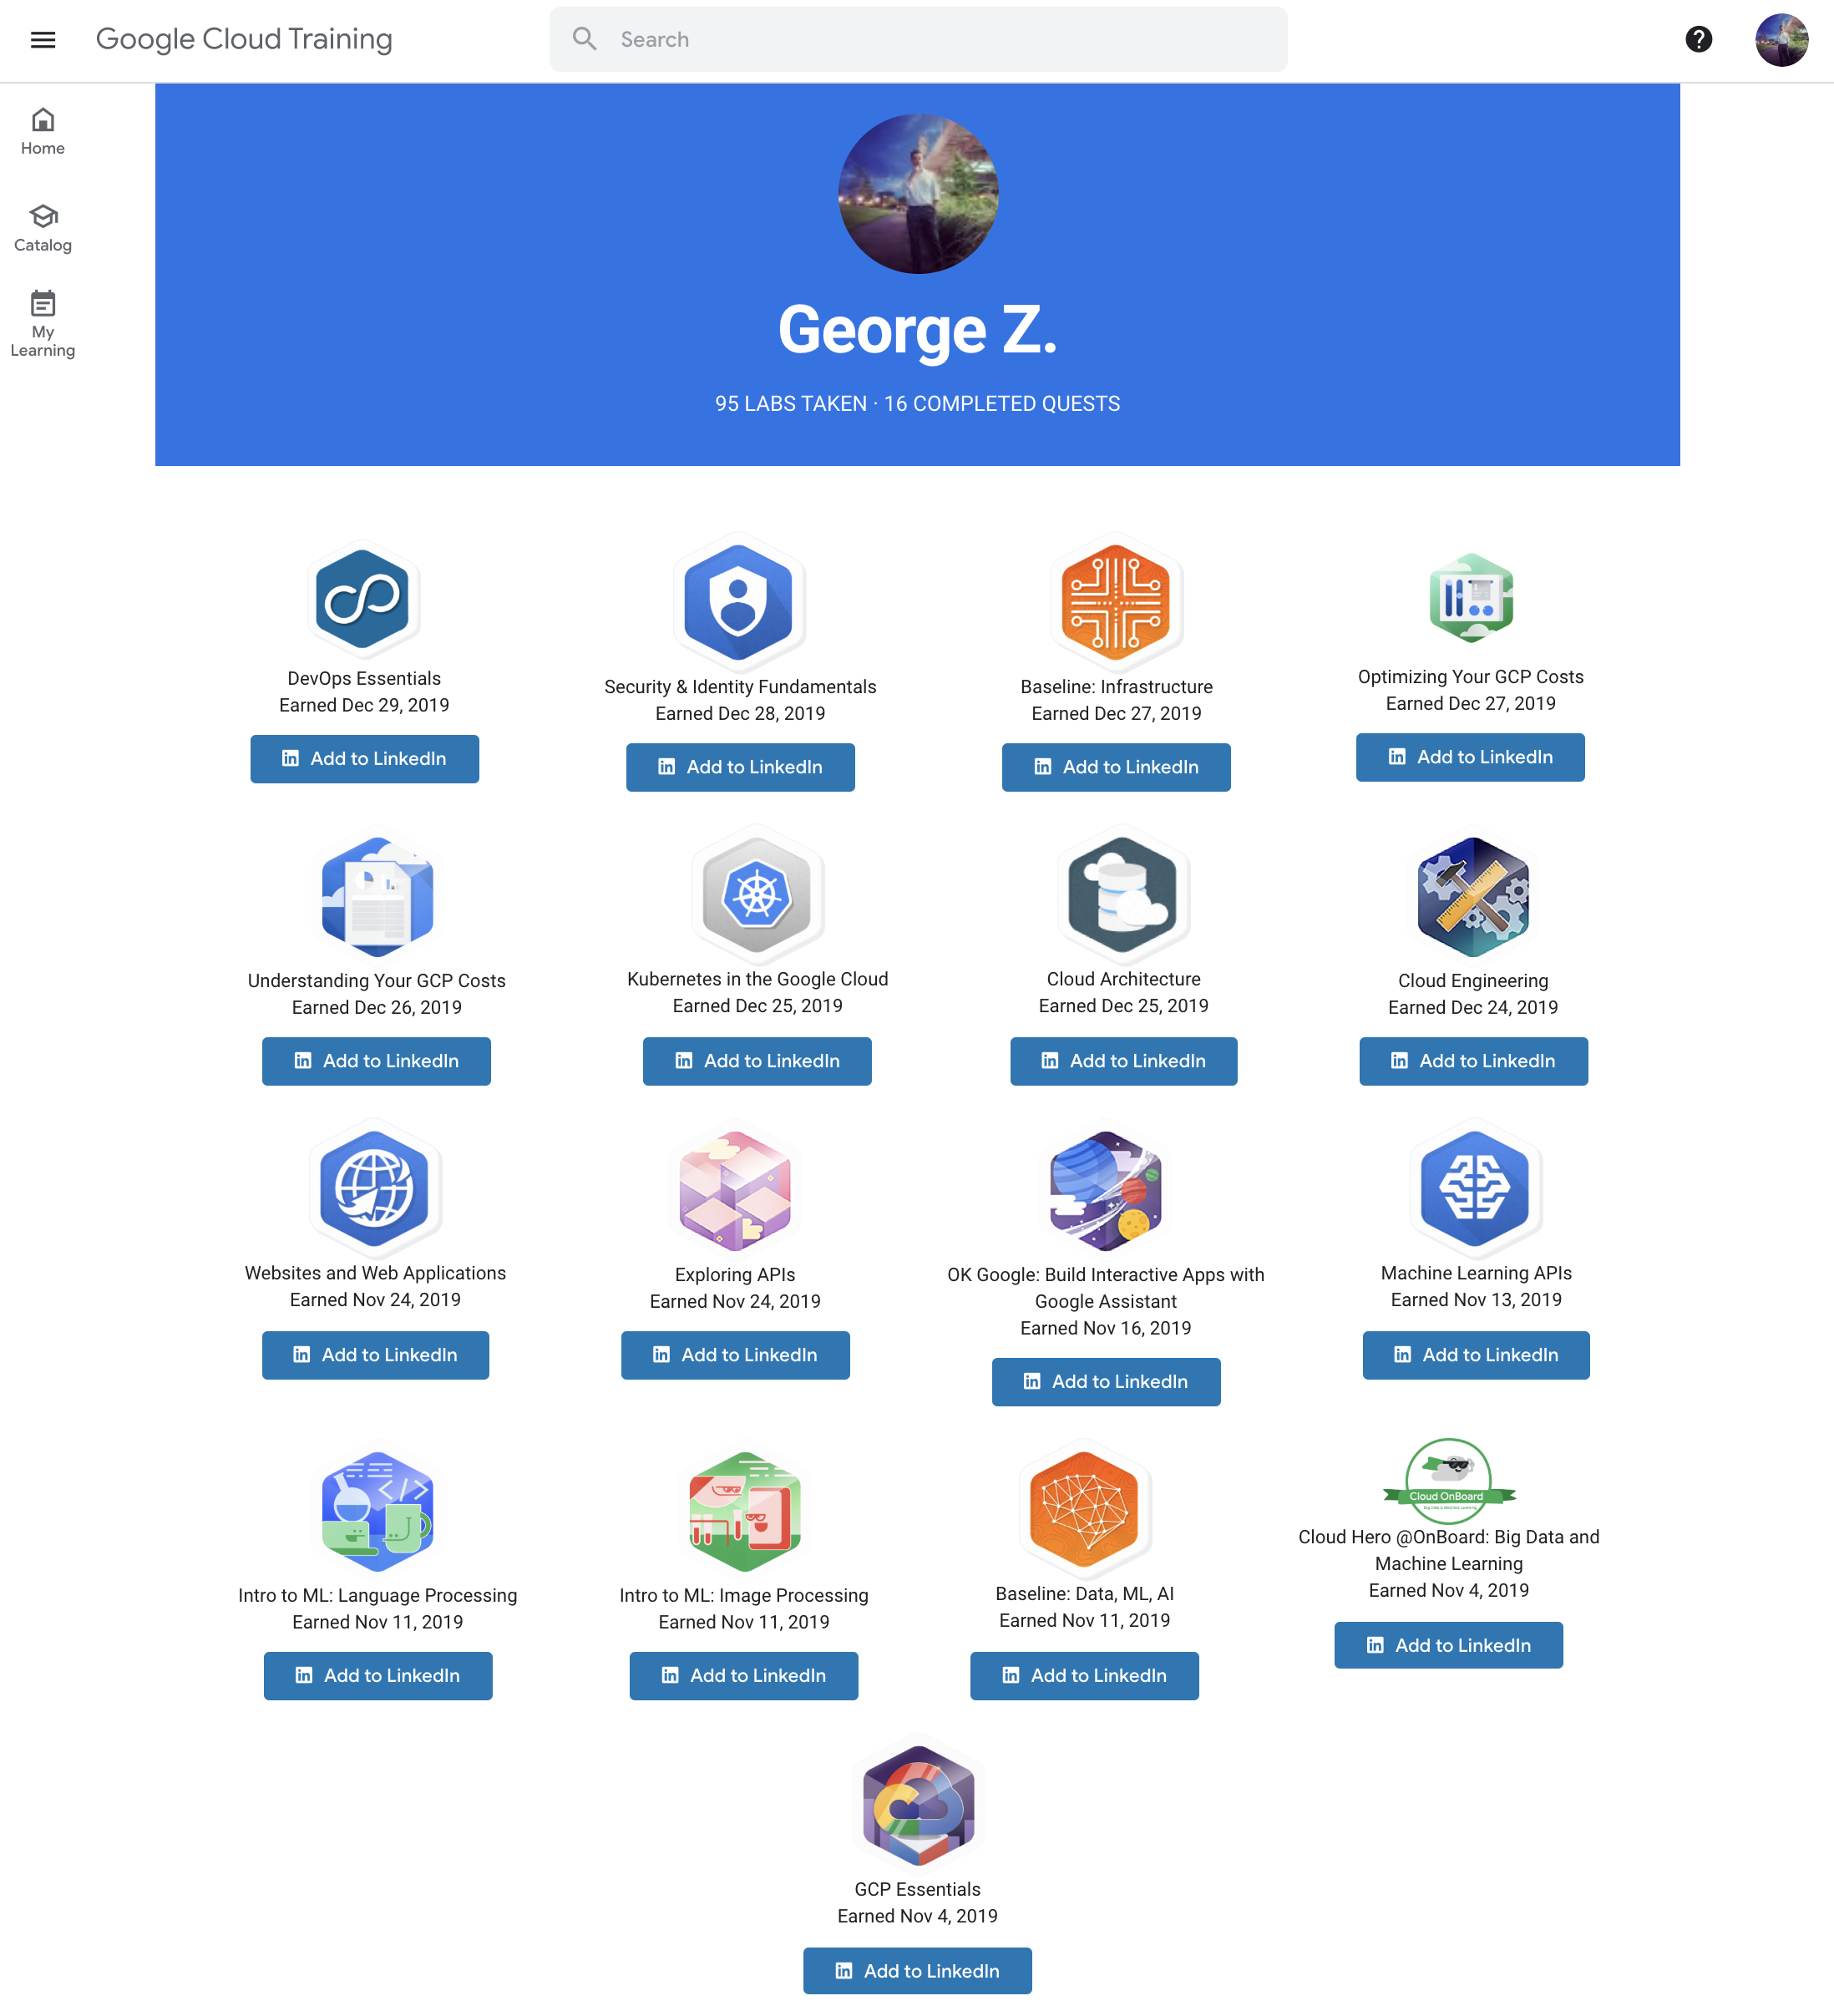 Google Cloud Training
Search
Home
Catalog
My
Learning
George Z.
95 LABS TAKEN · 16 COMPLETED QUESTS
DevOps Essentials
Earned Dec 29, 2019
Add to LinkedIn
Security & Identity Fundamentals
Earned Dec 28, 2019
Add to LinkedIn
Baseline: Infrastructure
Earned Dec 27, 2019
Add to LinkedIn
Optimizing Your GCP Costs
Earned Dec 27, 2019
Add to LinkedIn
Understanding Your GCP Costs
Earned Dec 26, 2019
Add to LinkedIn
Kubernetes in the Google Cloud
Earned Dec 25, 2019
Add to LinkedIn
Cloud Architecture
Earned Dec 25, 2019
Add to LinkedIn
Cloud Engineering
Earned Dec 24, 2019
Add to LinkedIn
Websites and Web Applications
Earned Nov 24, 2019
Add to LinkedIn
Exploring APIs
Earned Nov 24, 2019
Add to LinkedIn
OK Google: Build Interactive Apps with
Google Assistant
Earned Nov 16, 2019
Add to LinkedIn
Machine Learning APIs
Earned Nov 13, 2019
Add to LinkedIn
Intro to ML: Language Processing
Earned Nov 11, 2019
Add to LinkedIn
Intro to ML: Image Processing
Earned Nov 11, 2019
Add to LinkedIn
Baseline: Data, ML, AI
Earned Nov 11, 2019
Add to LinkedIn
Cloud OnBoard
Big Data & Machine Learning
Cloud Hero @OnBoard: Big Data and
Machine Learning
Earned Nov 4, 2019
Add to LinkedIn
GCP Essentials
Earned Nov 4, 2019
Add to LinkedIn